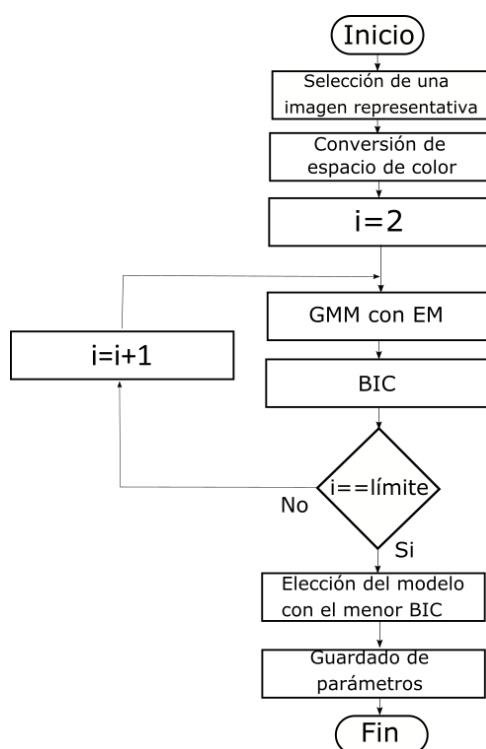 Inicio
Selección de una
imagen representativa
Conversión de
espacio de color
i=2
GMM con EM
i=i+1
BIC
i==límite
No
Si
Elección del modelo
con el menor BIC
Guardado de
parámetros
Fin